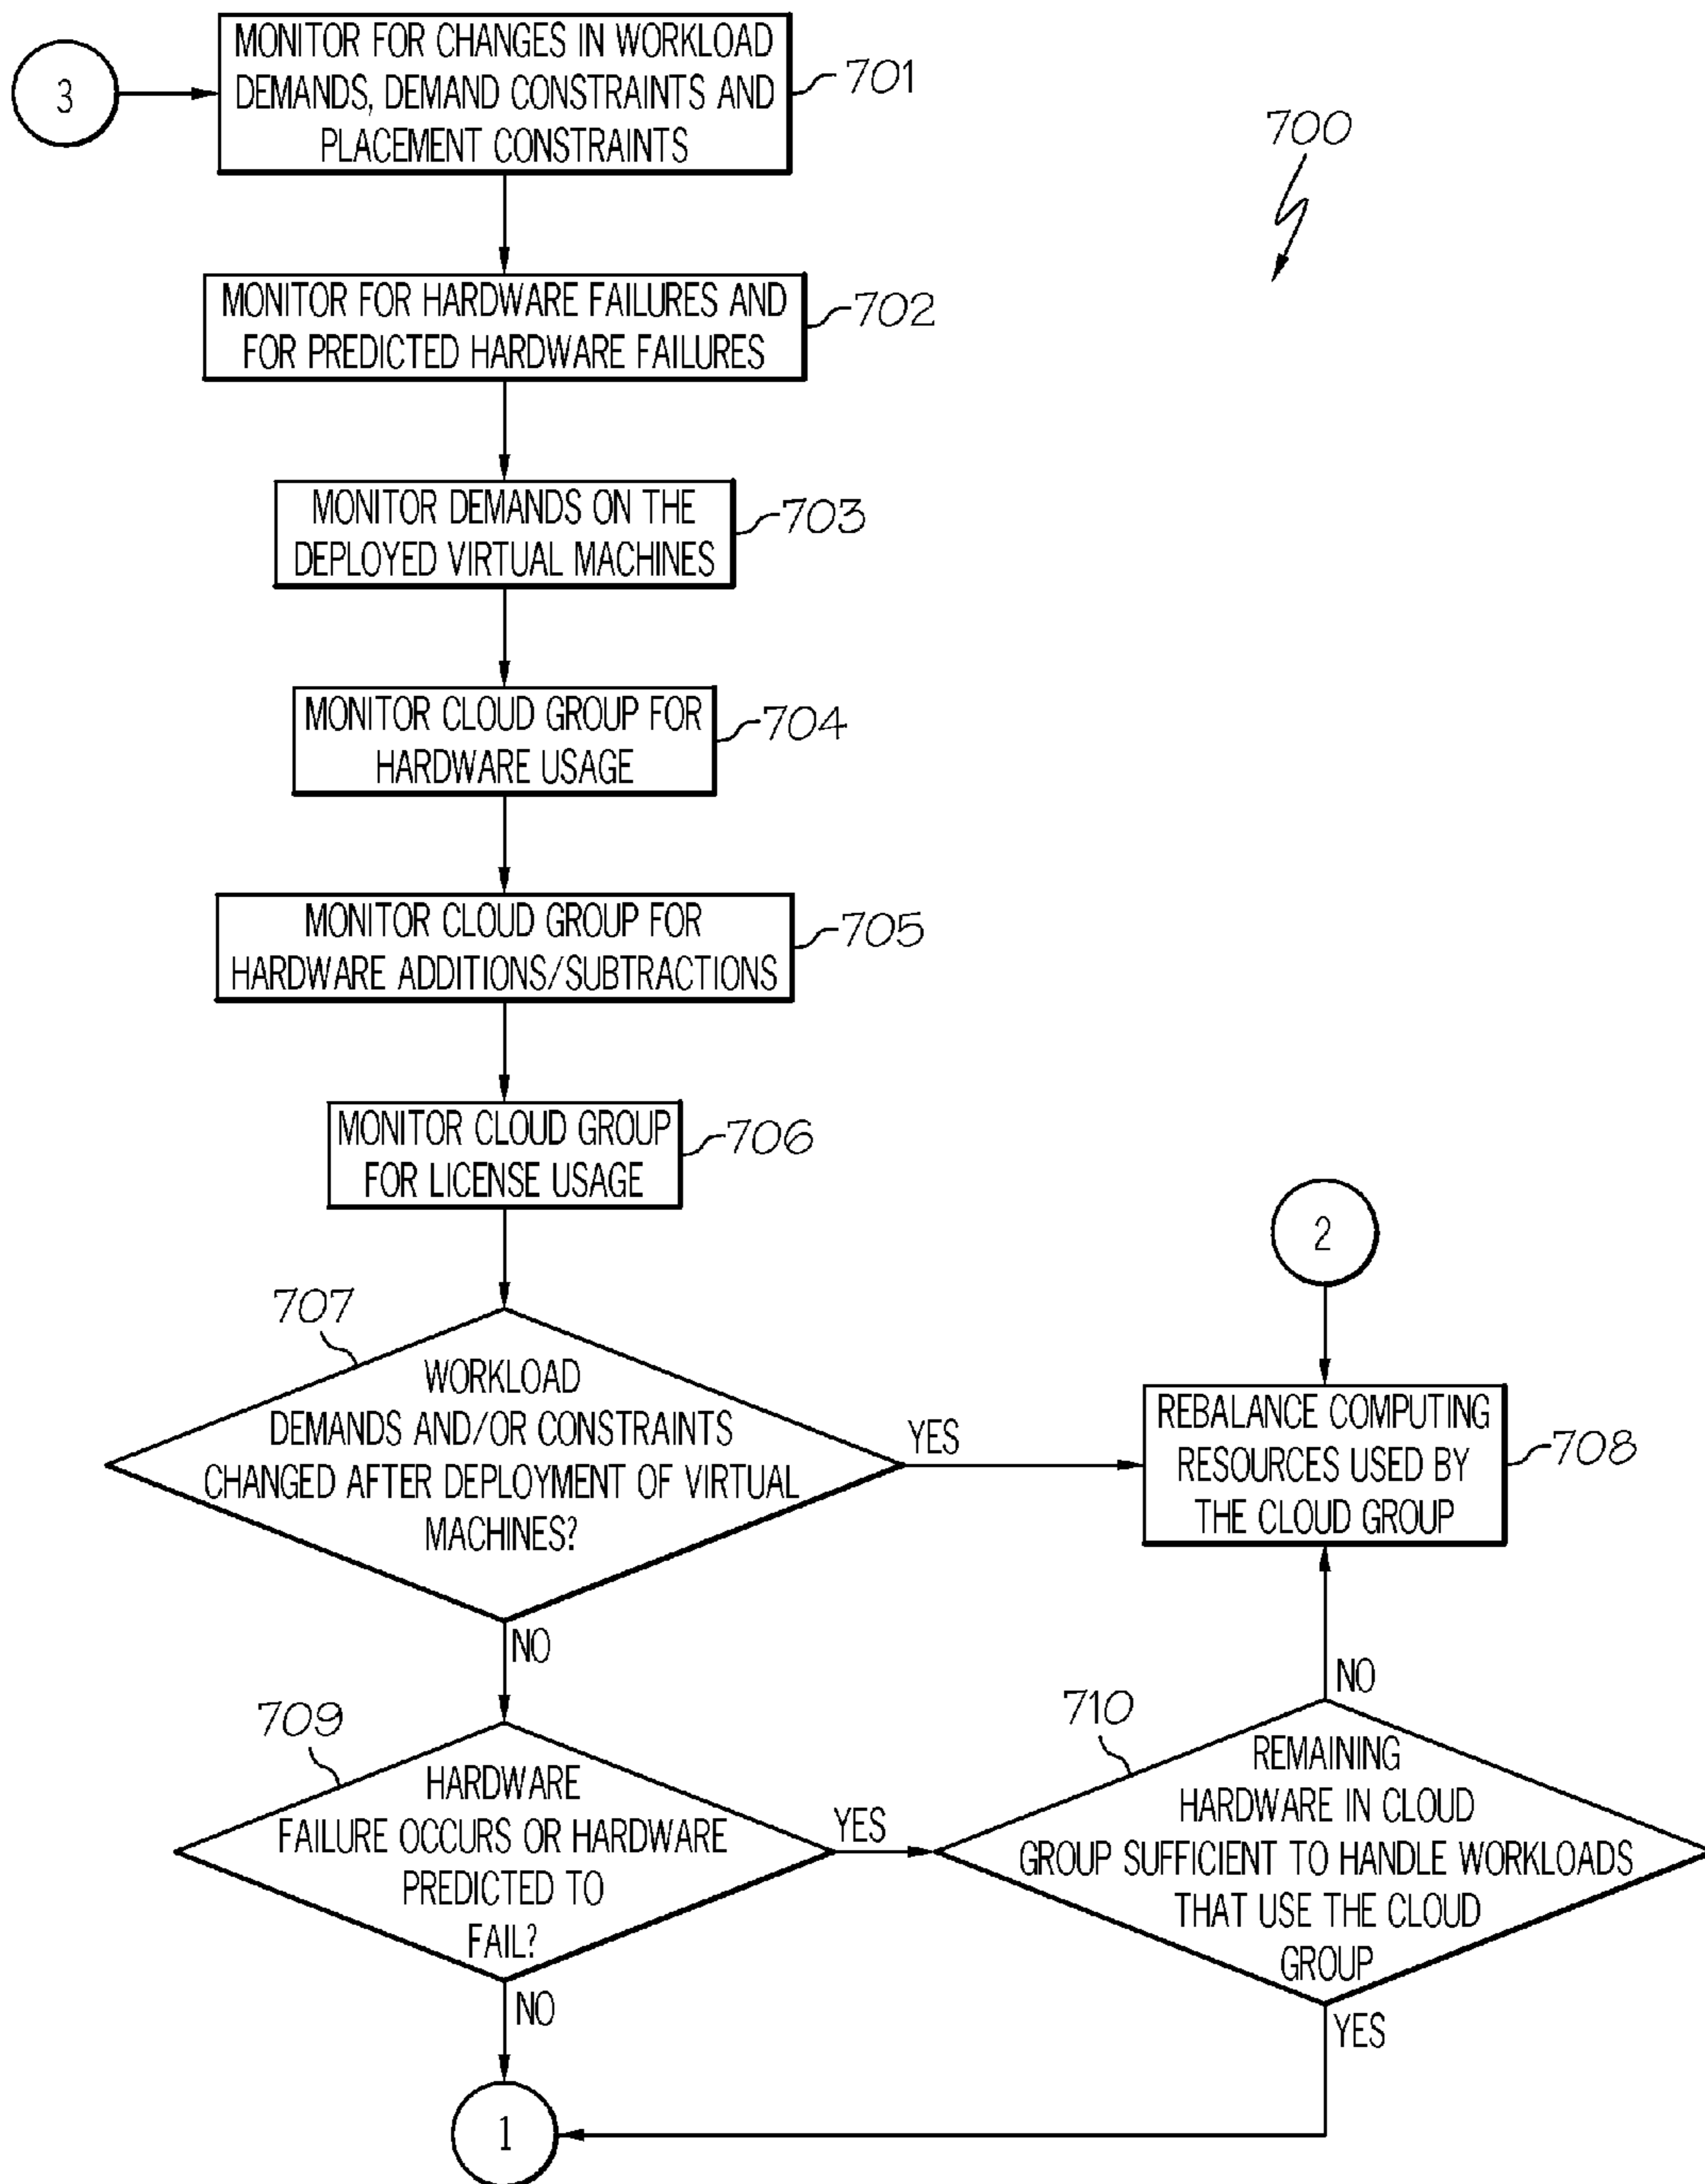 3
MONITOR FOR CHANGES IN WORKLOAD
DEMANDS, DEMAND CONSTRAINTS AND
PLACEMENT CONSTRAINTS
701
700
MONITOR FOR HARDWARE FAILURES AND
FOR PREDICTED HARDWARE FAILURES
702
MONITOR DEMANDS ON THE
DEPLOYED VIRTUAL MACHINES
703
MONITOR CLOUD GROUP FOR
HARDWARE USAGE
704
MONITOR CLOUD GROUP FOR
HARDWARE ADDITIONS/SUBTRACTIONS
705
MONITOR CLOUD GROUP
FOR LICENSE USAGE
706
2
707
WORKLOAD
DEMANDS AND/OR CONSTRAINTS
CHANGED AFTER DEPLOYMENT OF VIRTUAL
MACHINES?
YES
NO
REBALANCE COMPUTING
RESOURCES USED BY
THE CLOUD GROUP
708
709
HARDWARE
FAILURE OCCURS OR HARDWARE
PREDICTED TO
FAIL?
YES
NO
710
NO
REMAINING
HARDWARE IN CLOUD
GROUP SUFFICIENT TO HANDLE WORKLOADS
THAT USE THE CLOUD
GROUP
YES
1